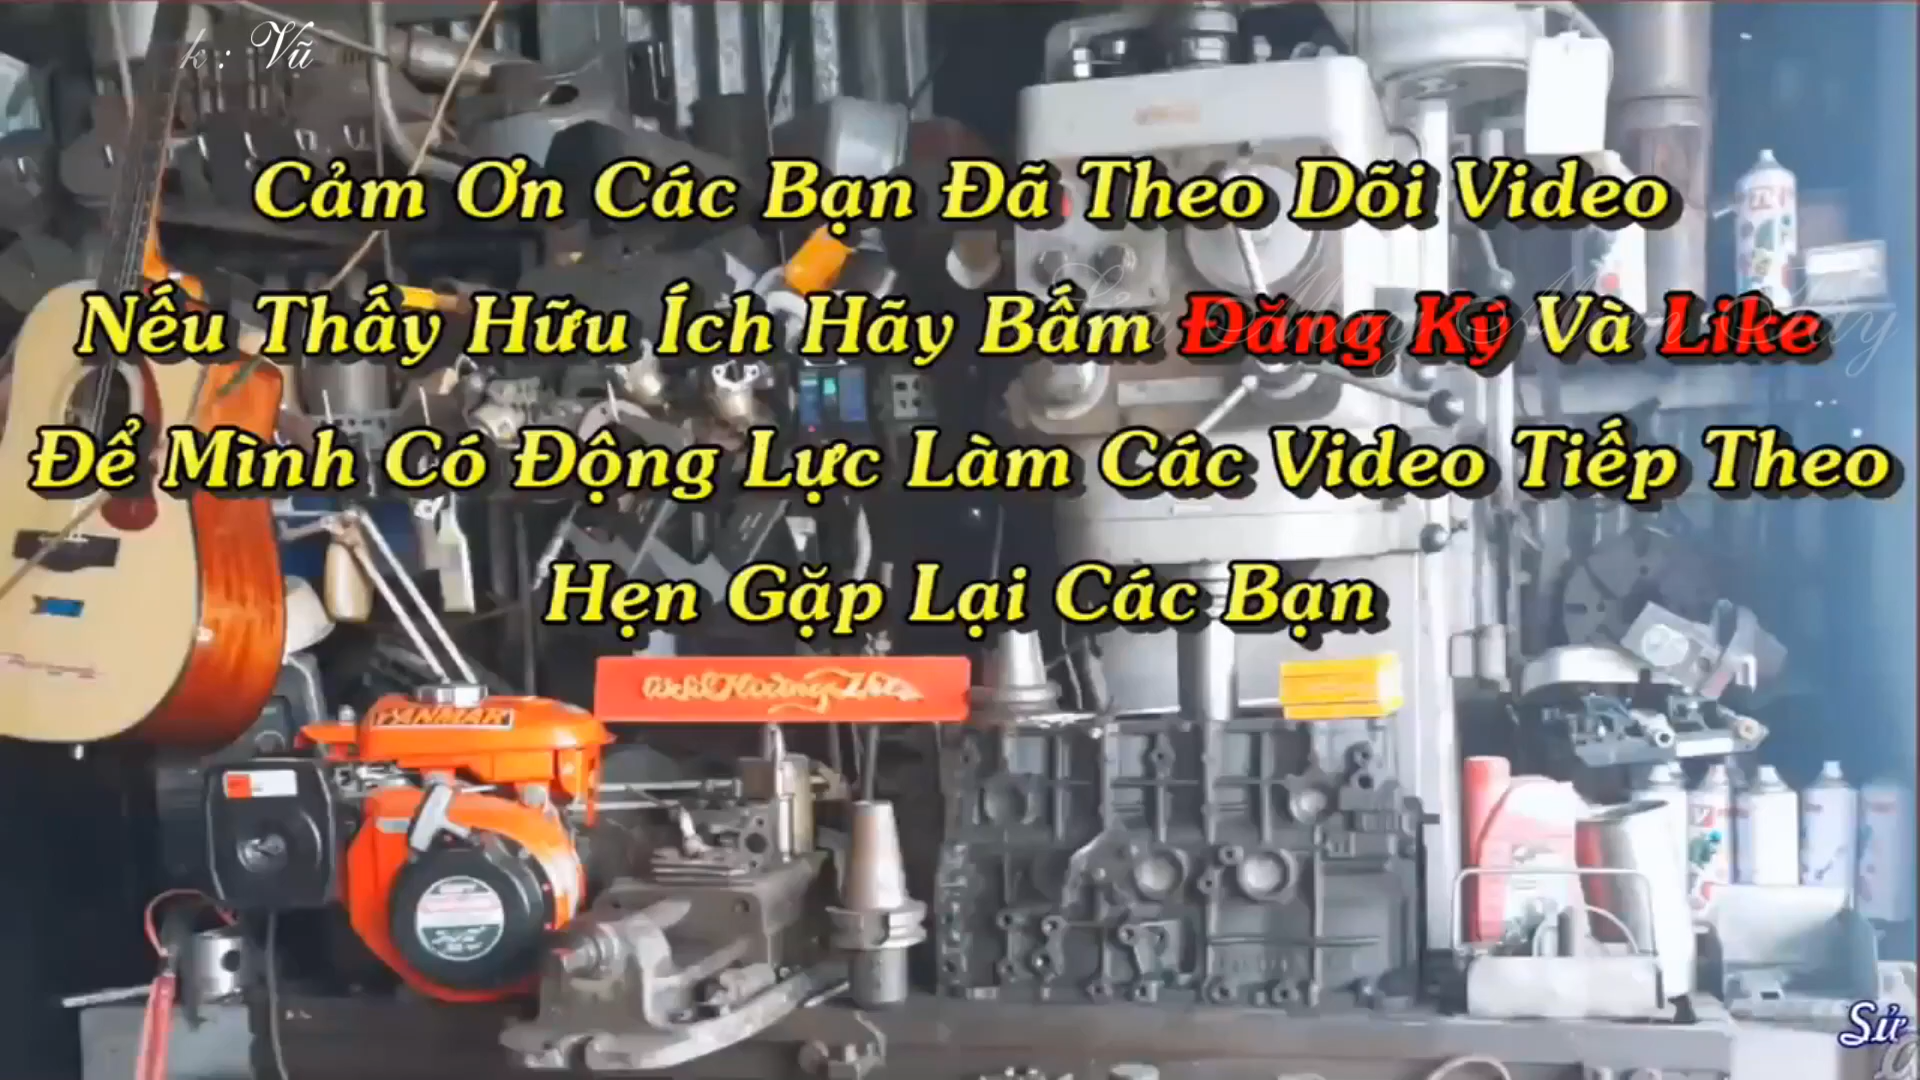 k : Vũ
Cảm Ơn Các Bạn Đã Theo Dõi Video
Nếu Thấy Hữu Ích Hãy Bấm Đăng Ký Và Like
Để Mình Có Động Lực Làm Các Video Tiếp Theo
Hẹn Gặp Lại Các Bạn
YANMAR
Sử